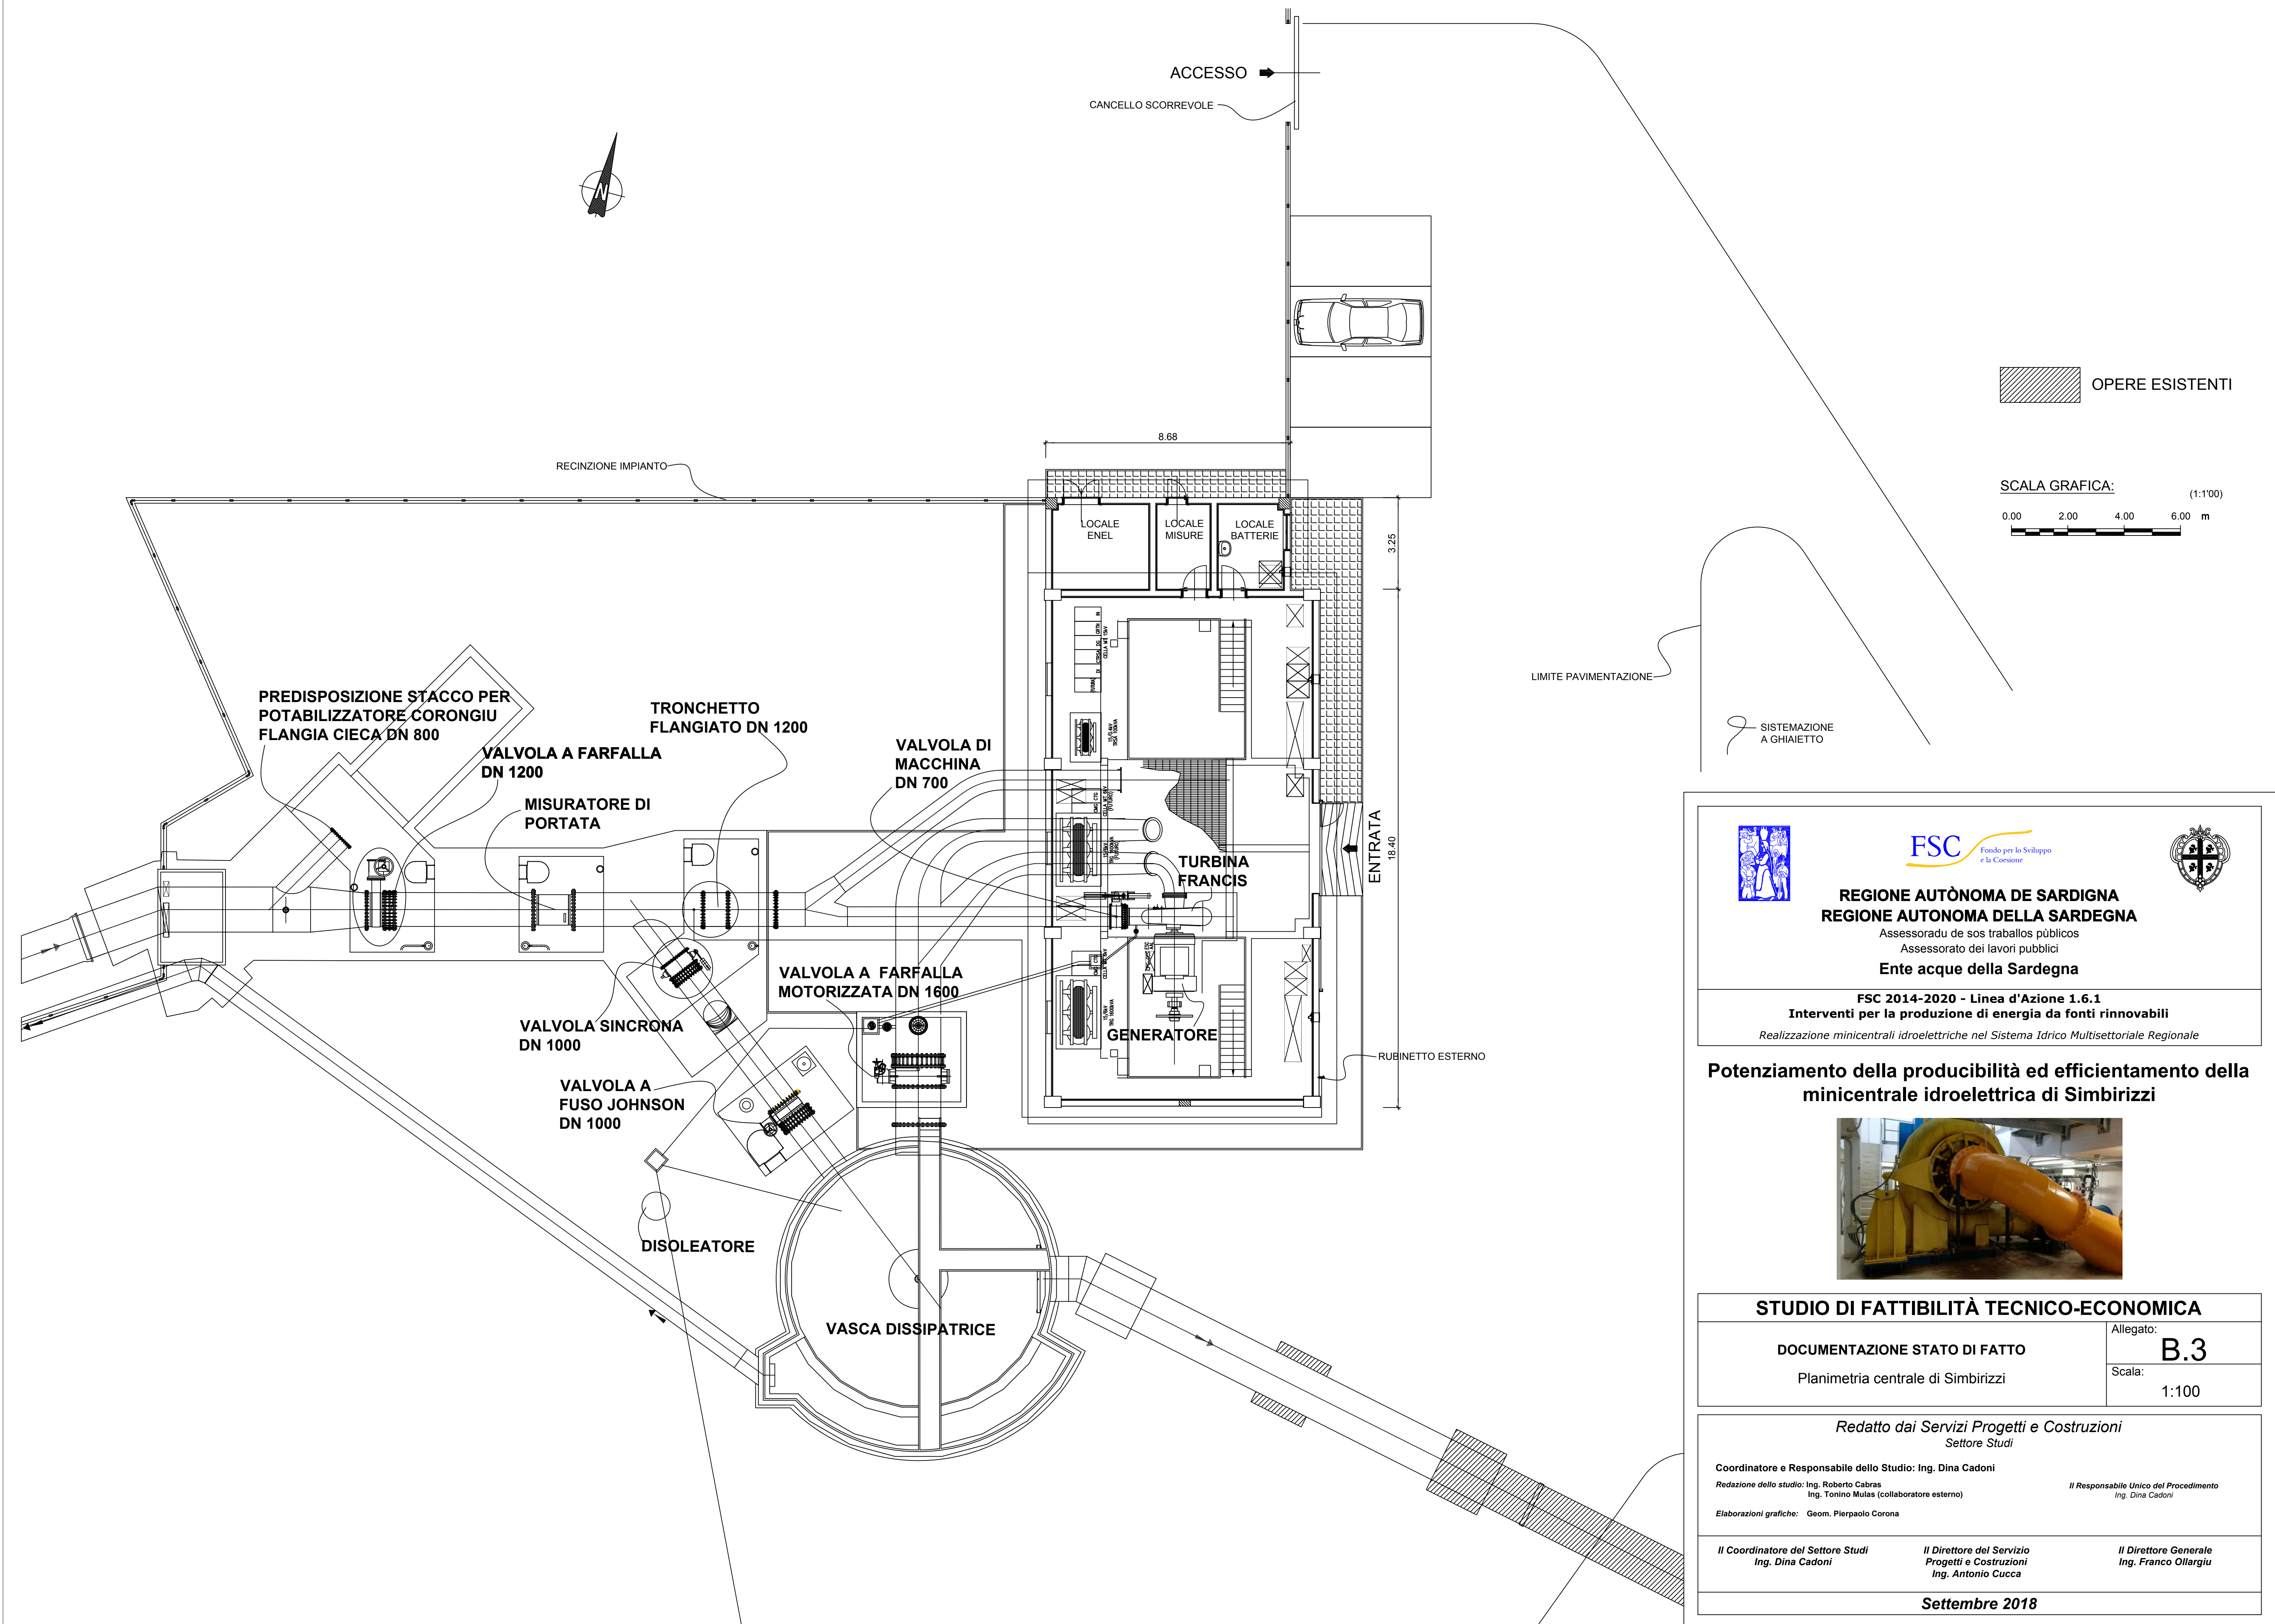 ACCESSO
CANCELLO SCORREVOLE
N
8.68
RECINZIONE IMPIANTO
LOCALE
ENEL
LOCALE
MISURE
LOCALE
BATTERIE
3.25
18.40
ENTRATA
OPERE ESISTENTI
SCALA GRAFICA:
(1:1'00)
0.00 2.00 4.00 6.00 m
LIMITE PAVIMENTAZIONE
SISTEMAZIONE
A GHIAIETTO
PREDISPOSIZIONE STACCO PER
POTABILIZZATORE CORONGIU
FLANGIA CIECA DN 800
VALVOLA A FARFALLA
DN 1200
MISURATORE DI
PORTATA
TRONCHETTO
FLANGIATO DN 1200
VALVOLA DI
MACCHINA
DN 700
TURBINA
FRANCIS
VALVOLA A FARFALLA
MOTORIZZATA DN 1600
GENERATORE
VALVOLA SINCRONA
DN 1000
VALVOLA A
FUSO JOHNSON
DN 1000
RUBINETTO ESTERNO
DISOLEATORE
VASCA DISSIPATRICE
FSC
Fondo per lo Sviluppo
e la Coesione
REGIONE AUTÒNOMA DE SARDIGNA
REGIONE AUTONOMA DELLA SARDEGNA
Assessoradu de sos traballos pùblicos
Assessorato dei lavori pubblici
Ente acque della Sardegna
FSC 2014-2020 - Linea d'Azione 1.6.1
Interventi per la produzione di energia da fonti rinnovabili
Realizzazione minicentrali idroelettriche nel Sistema Idrico Multisettoriale Regionale
Potenziamento della producibilità ed efficientamento della
minicentrale idroelettrica di Simbirizzi
STUDIO DI FATTIBILITÀ TECNICO-ECONOMICA
DOCUMENTAZIONE STATO DI FATTO
Planimetria centrale di Simbirizzi
Allegato:
B.3
Scala:
1:100
Redatto dai Servizi Progetti e Costruzioni
Settore Studi
Coordinatore e Responsabile dello Studio: Ing. Dina Cadoni
Redazione dello studio: Ing. Roberto Cabras
Ing. Tonino Mulas (collaboratore esterno)
Il Responsabile Unico del Procedimento
Ing. Dina Cadoni
Elaborazioni grafiche: Geom. Pierpaolo Corona
Il Coordinatore del Settore Studi
Ing. Dina Cadoni
Il Direttore del Servizio
Progetti e Costruzioni
Ing. Antonio Cucca
Il Direttore Generale
Ing. Franco Ollargiu
Settembre 2018